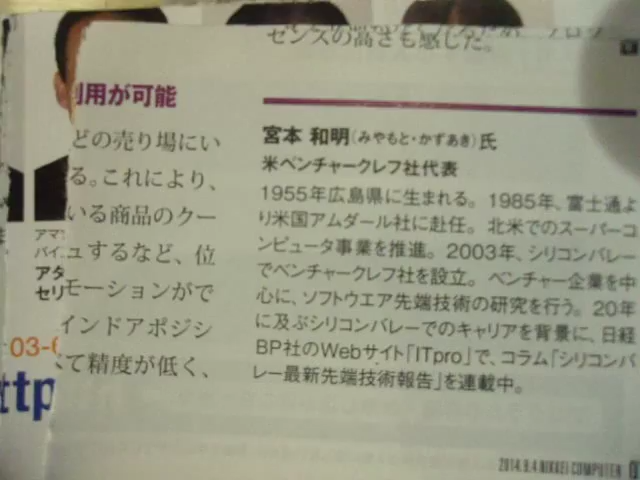 センスの高さも感じた。
利用が可能
どの売り場にい
る。これにより、
いる商品のクー
ュするなど、位
モーションがで
インドアポジシ
て精度が低く、
宮本 和明(みやもと・かずあき)氏
米ベンチャークレフ社代表
1955年広島県に生まれる。1985年、富士通よ
り米国アムダール社に赴任。北米でのスーパーコ
ンピュータ事業を推進。2003年、シリコンバレー
でベンチャークレフ社を設立。ベンチャー企業を中
心に、ソフトウエア先端技術の研究を行う。20年
に及ぶシリコンバレーでのキャリアを背景に、日経
BP社のWebサイト「ITpro」で、コラム「シリコンバ
レー最新先端技術報告」を連載中。
アマ
バイ
アタ
セリ
03-6
ttp
2014.9.4 NIKKEI COMPUTER